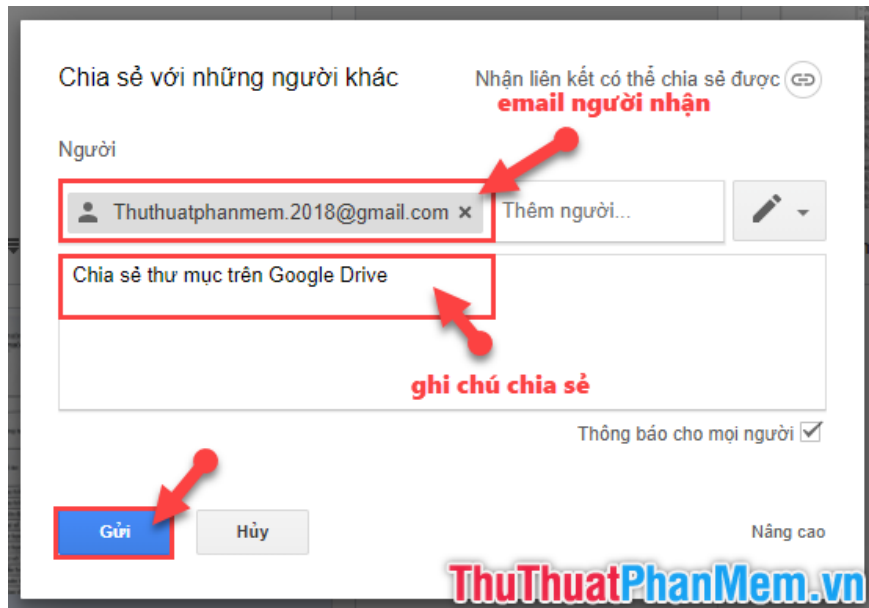 Chia sẻ với những người khác
Nhận liên kết có thể chia sẻ được
email người nhận
Người
Thuthuatphanmem.2018@gmail.com × Thêm người...
Chia sẻ thư mục trên Google Drive
ghi chú chia sẻ
Thông báo cho mọi người
Gửi
Hủy
Nâng cao
ThuThuatPhanMem.vn